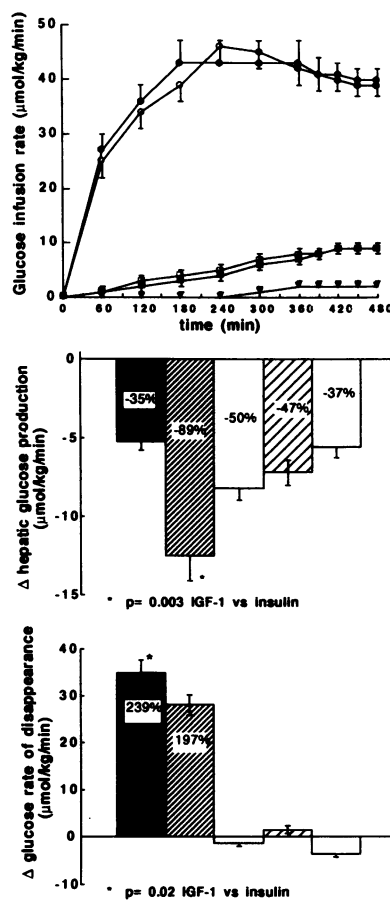 Glucose infusion rate (μmol/kg/min)
50
40
30
20
10
0
0 60 120 180 240 300 360 420 480
time (min)
Δ hepatic glucose production
(μmol/kg/min)
0
-5
-10
-15
-35%
-89%
-50%
-47%
-37%
*
* p= 0.003 IGF-1 vs insulin
Δ glucose rate of disappearance
(μmol/kg/min)
40
30
20
10
0
-10
*
239%
197%
* p= 0.02 IGF-1 vs insulin